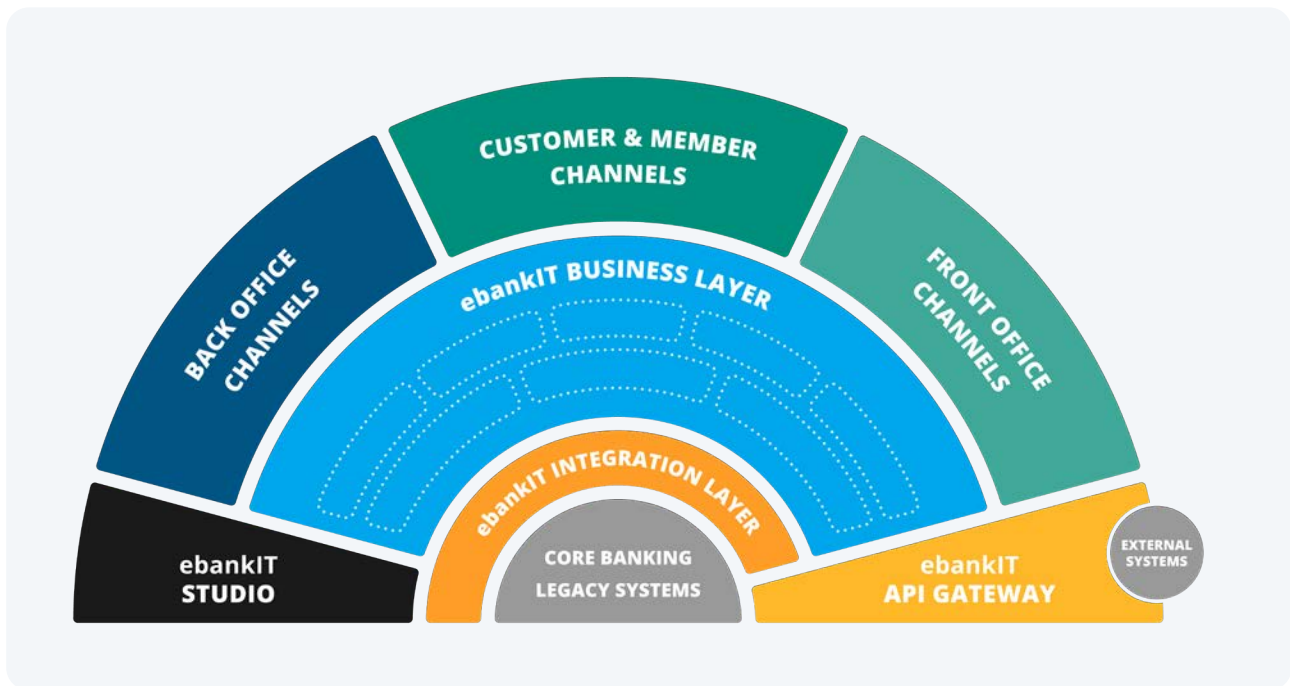 CUSTOMER & MEMBER
CHANNELS
BACK OFFICE
CHANNELS
FRONT OFFICE
CHANNELS
ebankIT BUSINESS LAYER
ebankIT INTEGRATION LAYER
CORE BANKING
LEGACY SYSTEMS
ebankIT
STUDIO
ebankIT
API GATEWAY
EXTERNAL
SYSTEMS